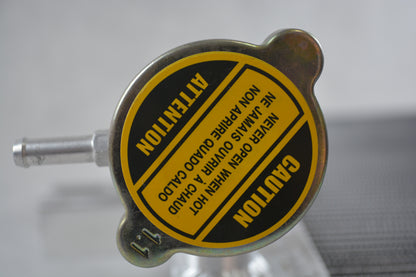 CAUTION
NEVER OPEN WHEN HOT
NE JAMAIS OUVRIR À CHAUD
NON APRIRE QUADO CALDO
ATTENTION
1.1